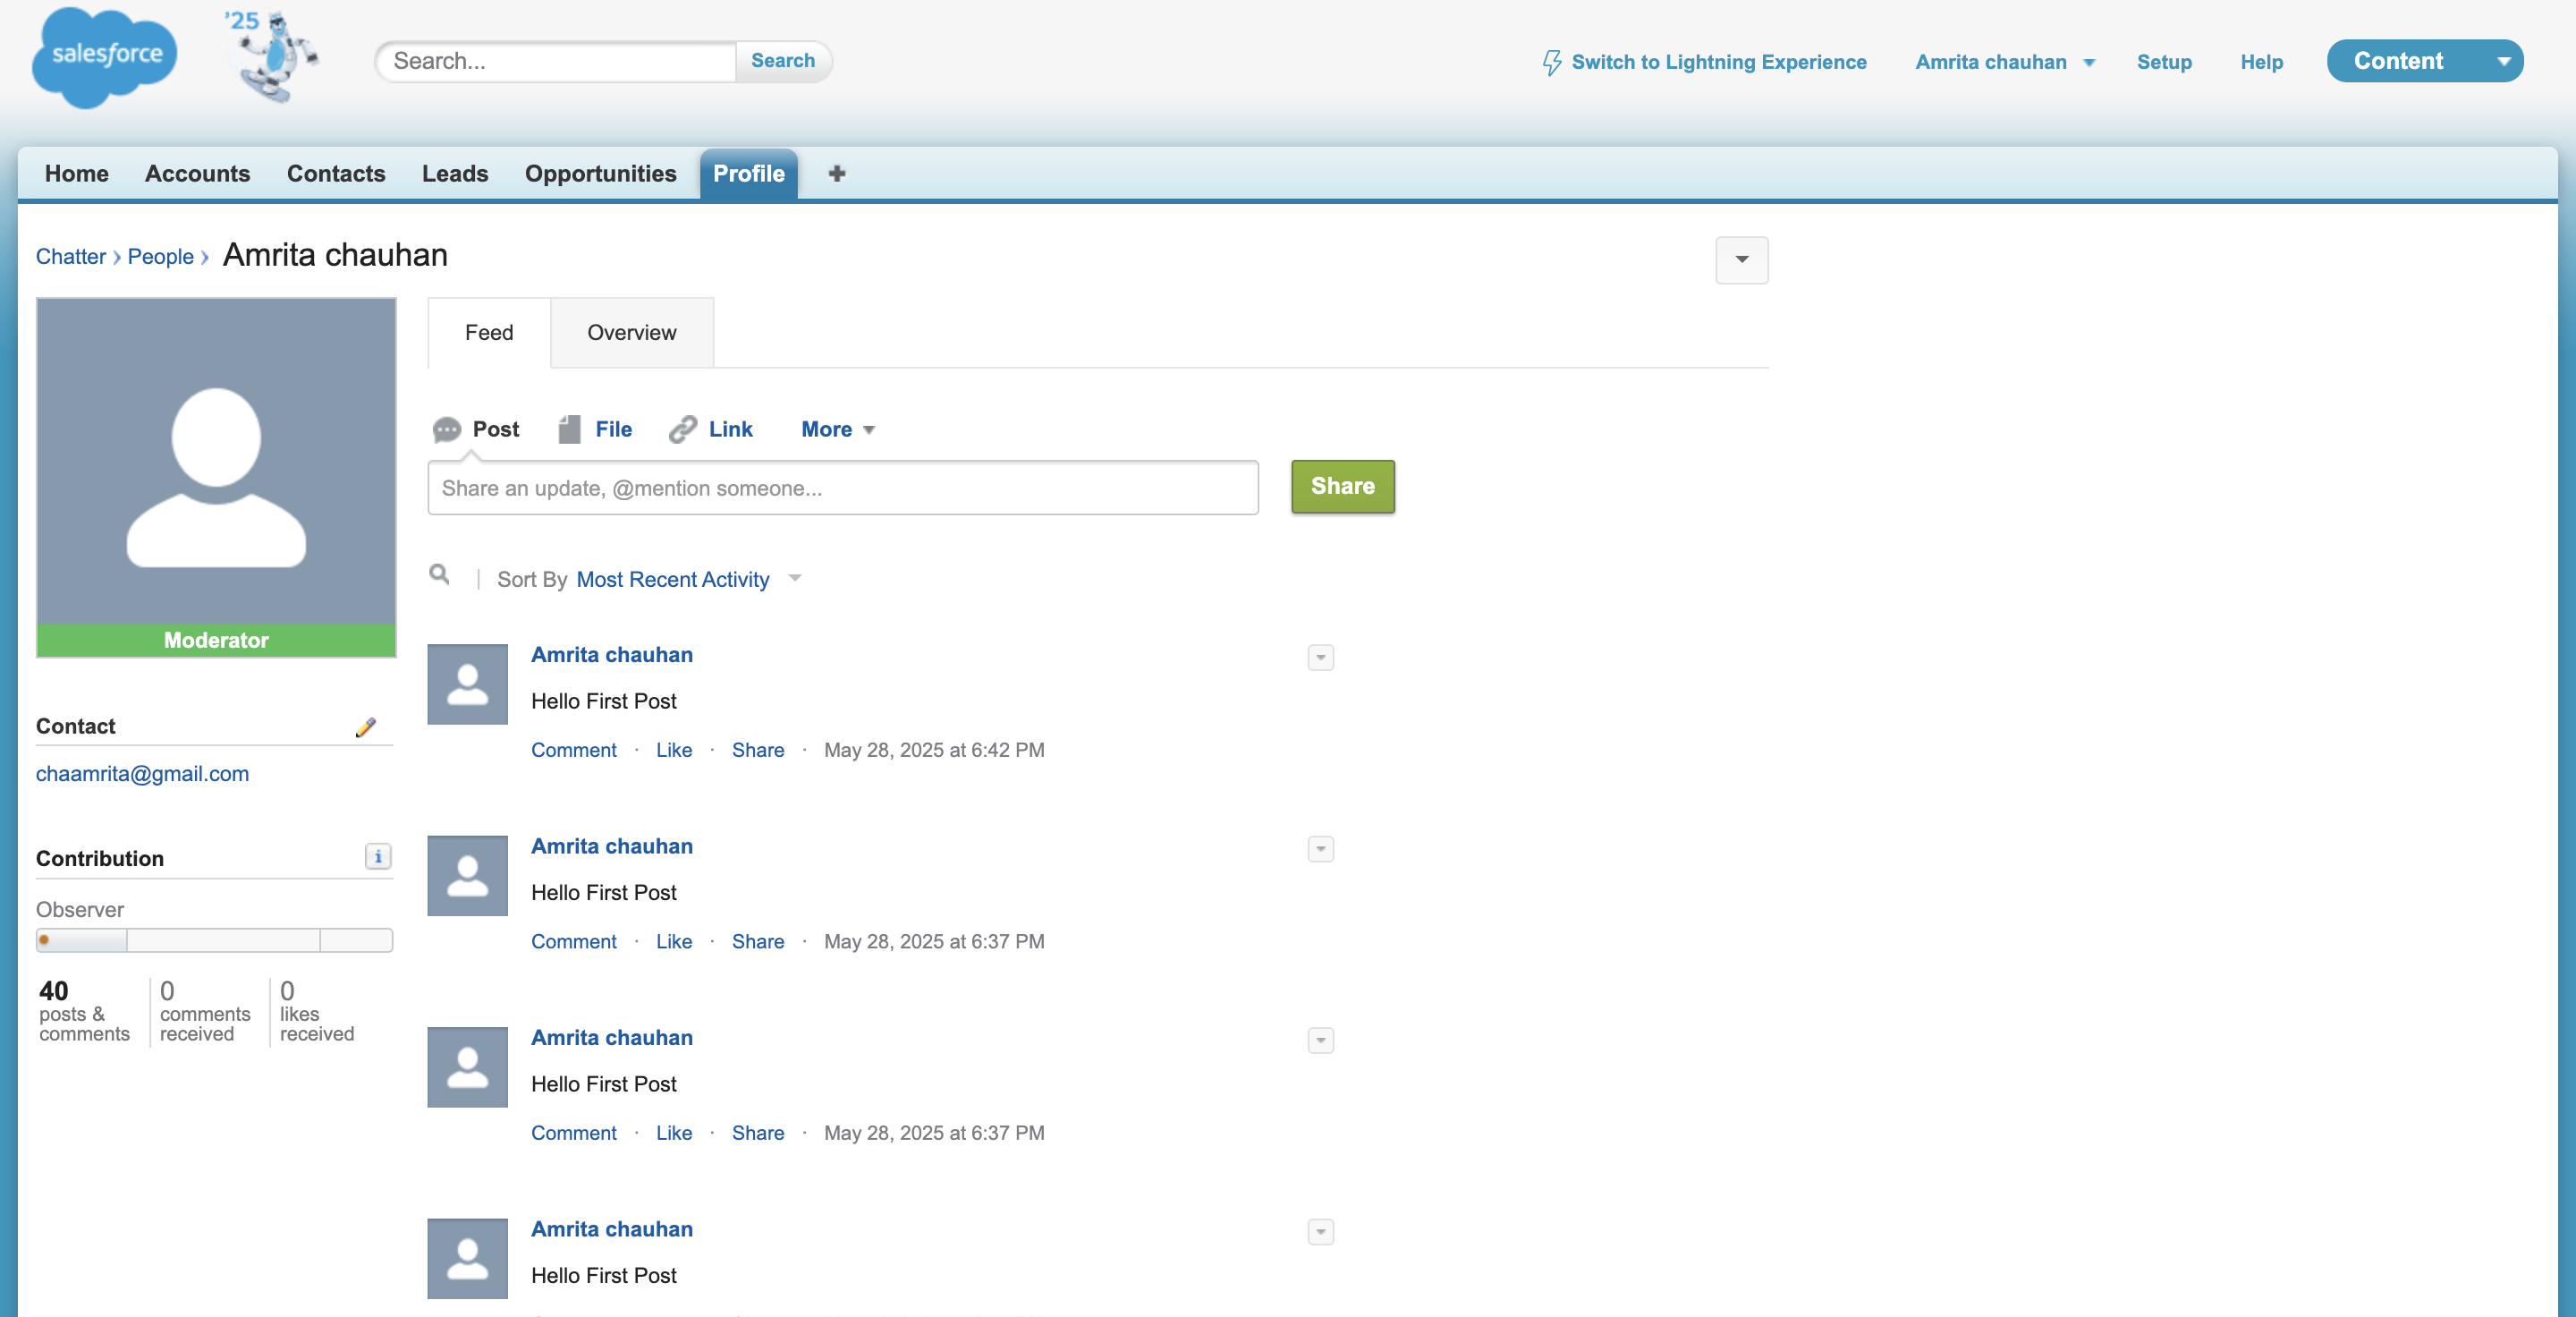 salesforce
'25
Search...
Search
Switch to Lightning Experience
Amrita chauhan
Setup
Help
Content
Home
Accounts
Contacts
Leads
Opportunities
Profile
Chatter
People
Amrita chauhan
Feed
Overview
Post
File
Link
More
Share an update, @mention someone...
Share
Sort By Most Recent Activity
Moderator
Contact
chaamrita@gmail.com
Contribution
Observer
40
posts &
comments
0
comments
received
0
likes
received
Amrita chauhan
Hello First Post
Comment · Like · Share · May 28, 2025 at 6:42 PM
Amrita chauhan
Hello First Post
Comment · Like · Share · May 28, 2025 at 6:37 PM
Amrita chauhan
Hello First Post
Comment · Like · Share · May 28, 2025 at 6:37 PM
Amrita chauhan
Hello First Post